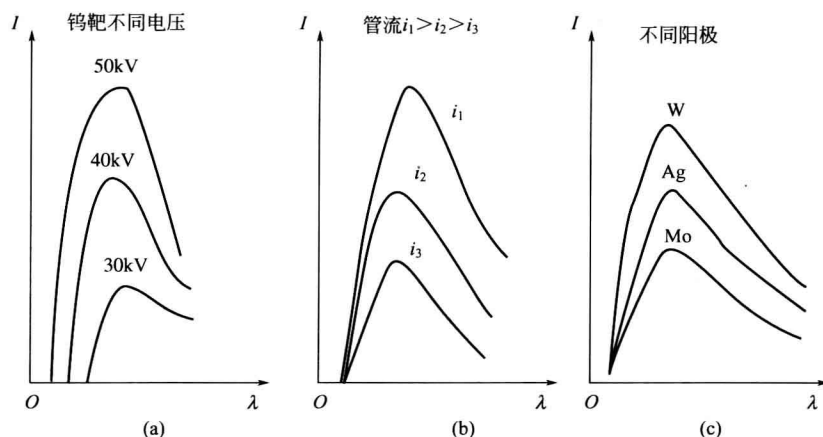 I
钨靶不同电压
50kV
40kV
30kV
O
λ
(a)
I
管流i₁>i₂>i₃
i₁
i₂
i₃
O
λ
(b)
I
不同阳极
W
Ag
Mo
O
λ
(c)